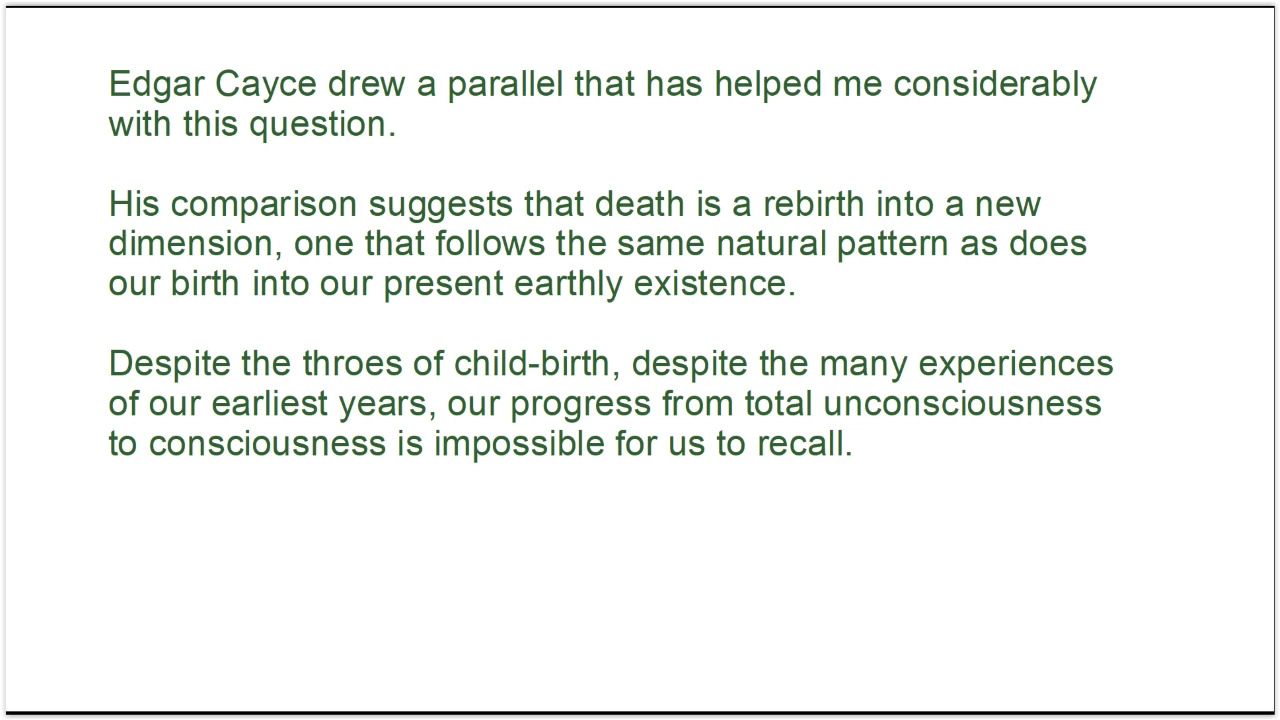 Edgar Cayce drew a parallel that has helped me considerably
with this question.
His comparison suggests that death is a rebirth into a new
dimension, one that follows the same natural pattern as does
our birth into our present earthly existence.
Despite the throes of child-birth, despite the many experiences
of our earliest years, our progress from total unconsciousness
to consciousness is impossible for us to recall.